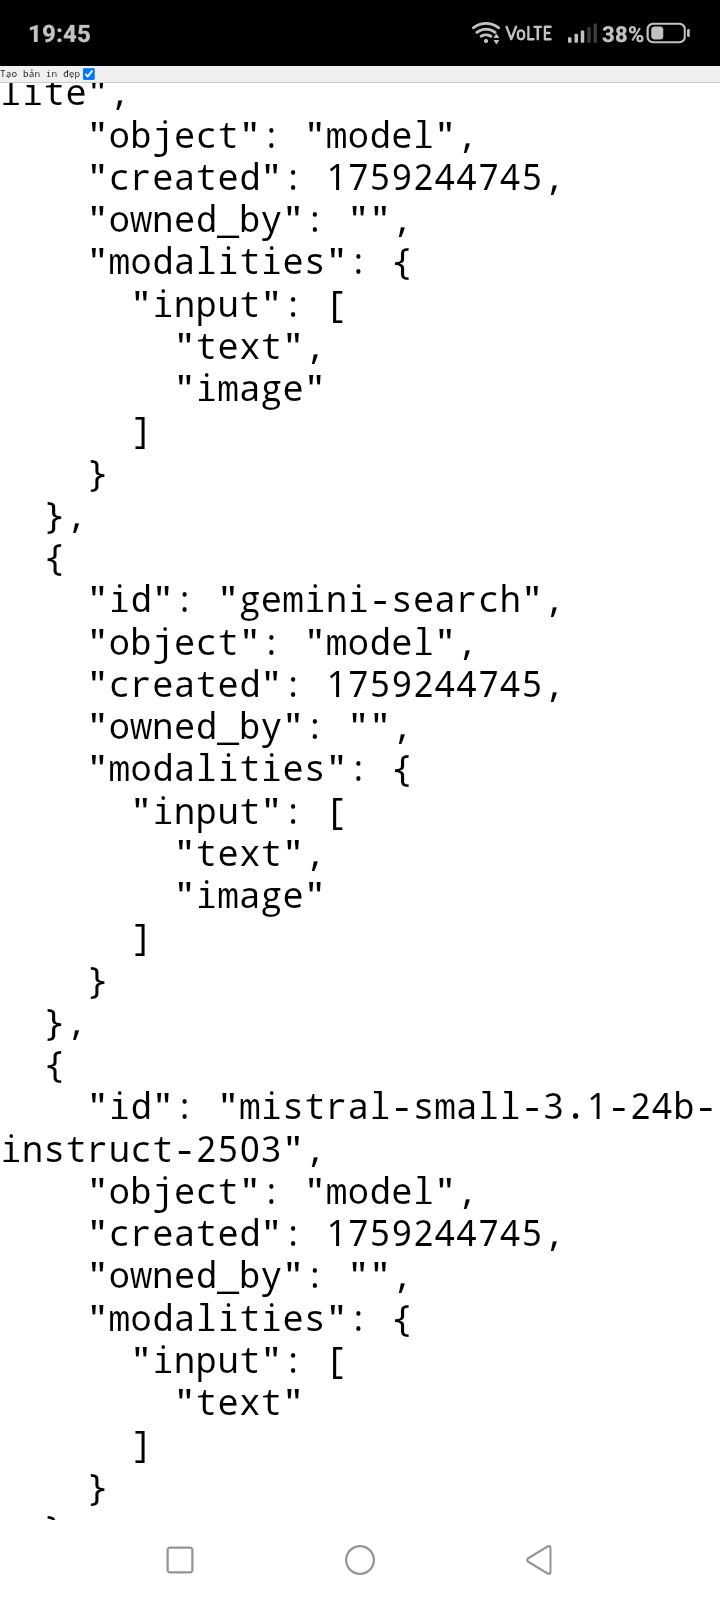 19:45 VoLTE 38%
Tạo bản in đẹp
lite",
"object": "model",
"created": 1759244745,
"owned_by": "",
"modalities": {
"input": [
"text",
"image"
]
}
},
{
"id": "gemini-search",
"object": "model",
"created": 1759244745,
"owned_by": "",
"modalities": {
"input": [
"text",
"image"
]
}
},
{
"id": "mistral-small-3.1-24b-
instruct-2503",
"object": "model",
"created": 1759244745,
"owned_by": "",
"modalities": {
"input": [
"text"
]
}